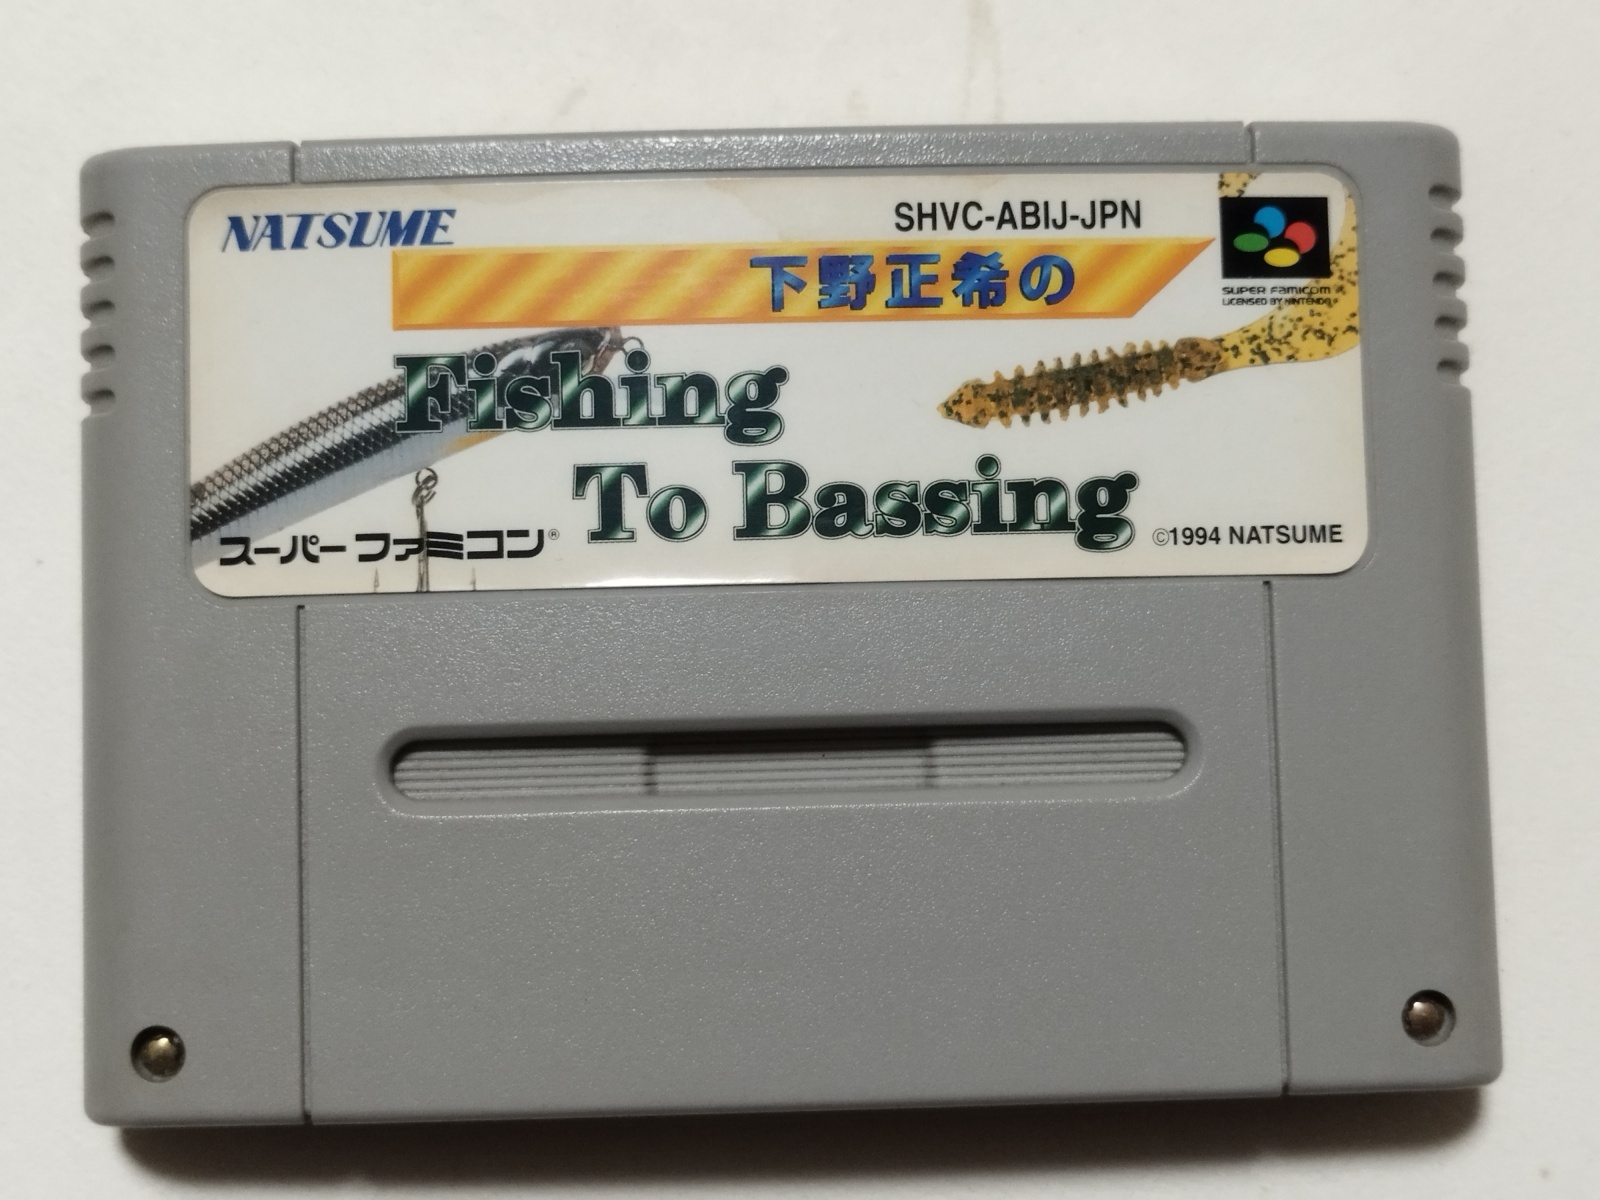 NATSUME
SHVC-ABIJ-JPN
下野正希の
SUPER FAMICOM
LICENSED BY NINTENDO
Fishing
To Bassing
スーパーファミコン®
©1994 NATSUME